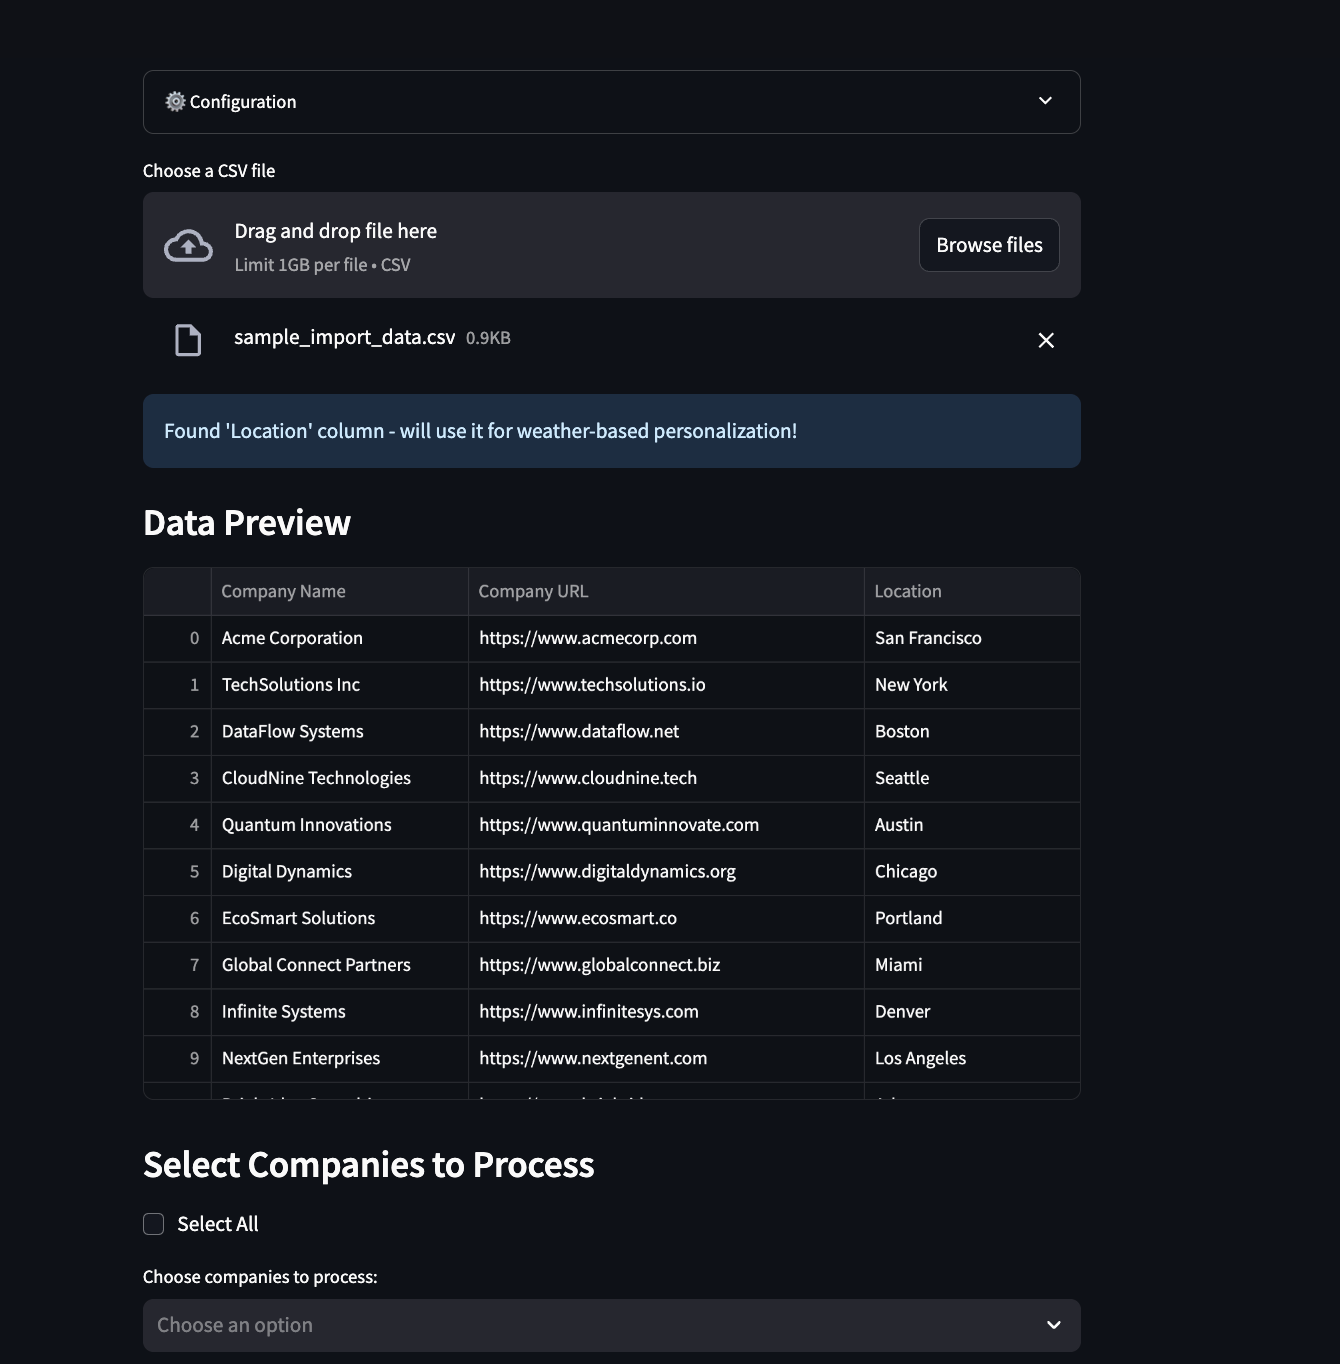 ⚙️ Configuration
Choose a CSV file
Drag and drop file here
Limit 1GB per file • CSV
Browse files
sample_import_data.csv 0.9KB
Found 'Location' column - will use it for weather-based personalization!
Data Preview
Company Name Company URL Location
0 Acme Corporation https://www.acmecorp.com San Francisco
1 TechSolutions Inc https://www.techsolutions.io New York
2 DataFlow Systems https://www.dataflow.net Boston
3 CloudNine Technologies https://www.cloudnine.tech Seattle
4 Quantum Innovations https://www.quantuminnovate.com Austin
5 Digital Dynamics https://www.digitaldynamics.org Chicago
6 EcoSmart Solutions https://www.ecosmart.co Portland
7 Global Connect Partners https://www.globalconnect.biz Miami
8 Infinite Systems https://www.infinitesys.com Denver
9 NextGen Enterprises https://www.nextgenent.com Los Angeles
Select Companies to Process
Select All
Choose companies to process:
Choose an option